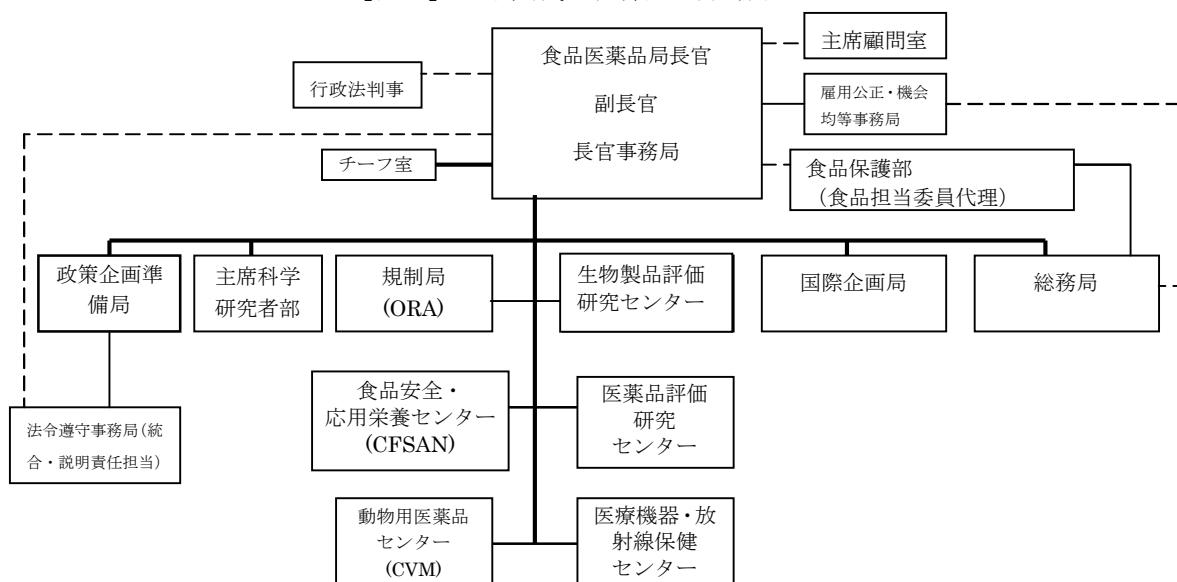 食品医薬品局長官
副長官
長官事務局
主席顧問室
行政法判事
雇用公正・機会
均等事務局
チーフ室
食品保護部
（食品担当委員代理）
政策企画準
備局
主席科学
研究者部
規制局
(ORA)
生物製品評価
研究センター
国際企画局
総務局
食品安全・
応用栄養センター
(CFSAN)
医薬品評価
研究
センター
法令遵守事務局（統
合・説明責任担当）
動物用医薬品
センター
(CVM)
医療機器・放
射線保健
センター